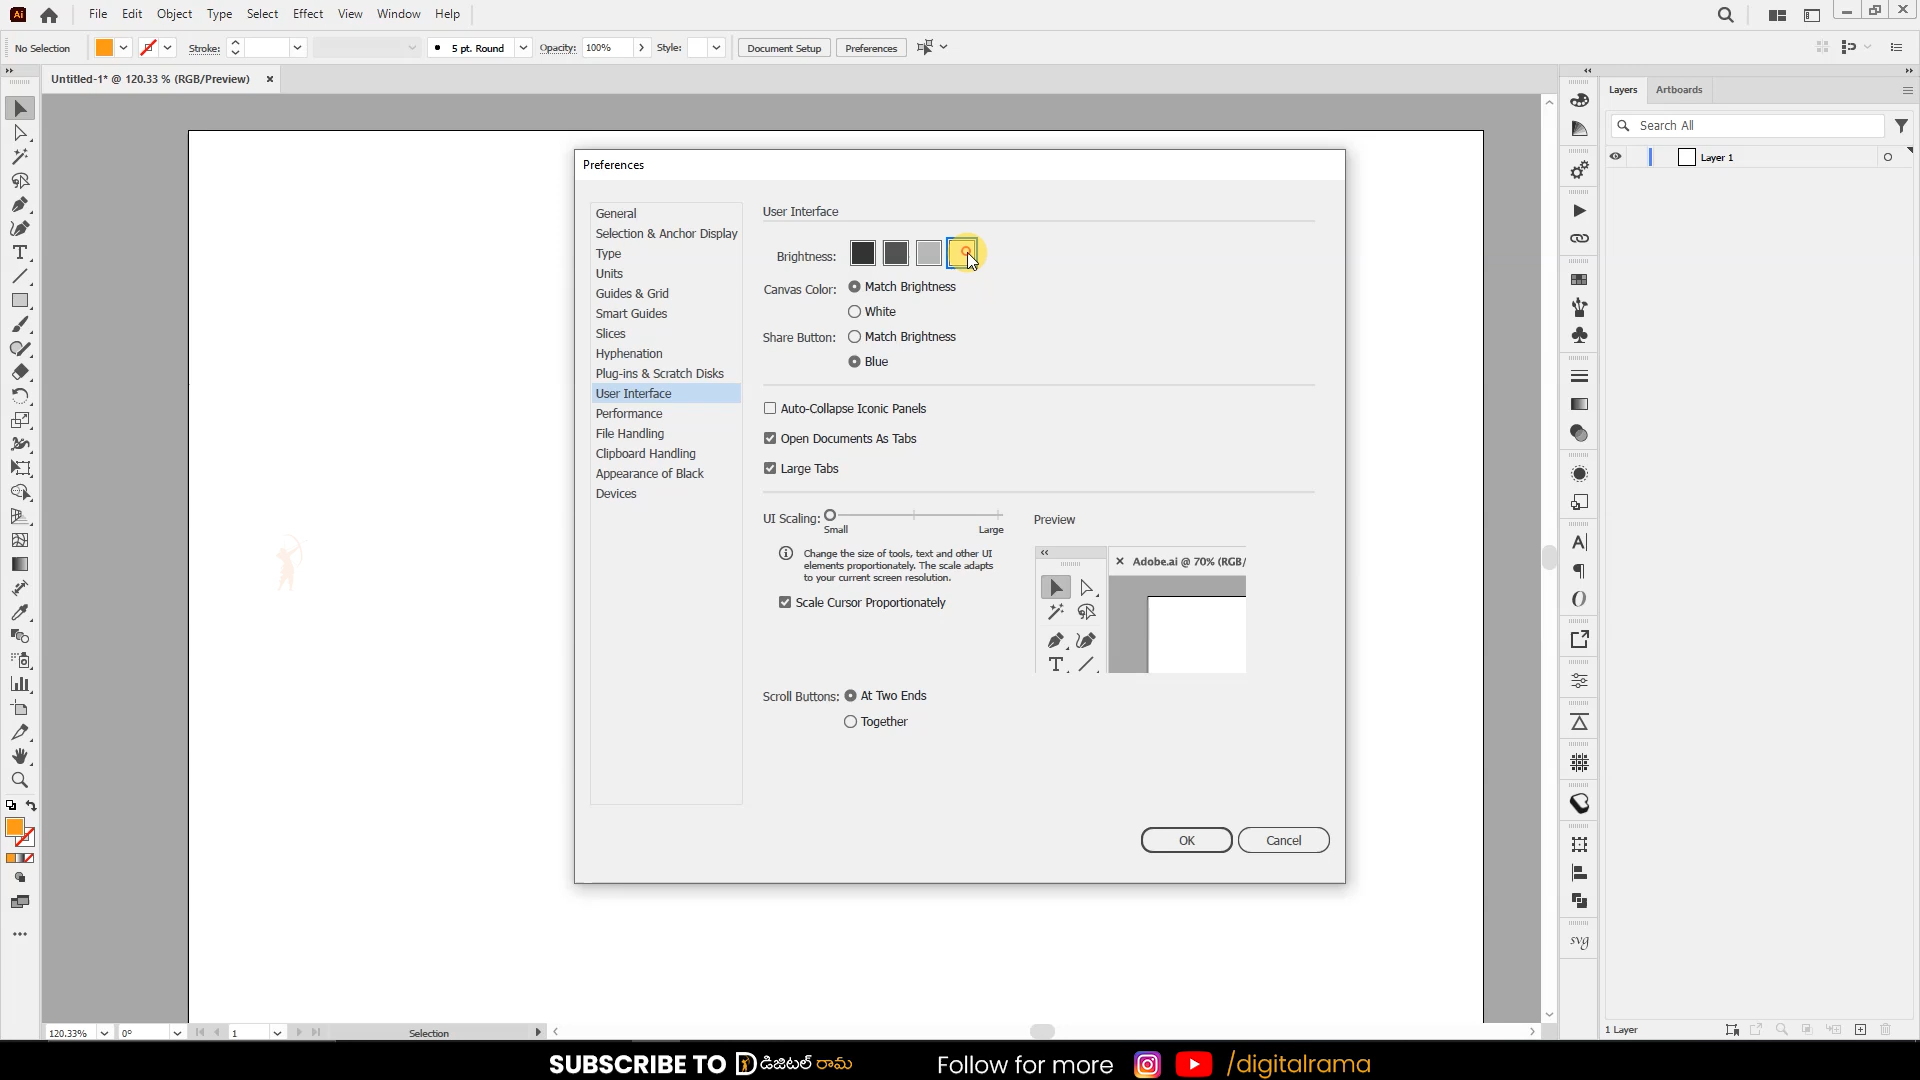 Ai File Edit Object Type Select Effect View Window Help
No Selection Stroke: 5 pt. Round Opacity: 100% Style: Document Setup Preferences
Untitled-1* @ 120.33 % (RGB/Preview)
Layers Artboards
Search All
Layer 1
Preferences
General
Selection & Anchor Display
Type
Units
Guides & Grid
Smart Guides
Slices
Hyphenation
Plug-ins & Scratch Disks
User Interface
Performance
File Handling
Clipboard Handling
Appearance of Black
Devices
User Interface
Brightness:
Canvas Color: Match Brightness
White
Share Button: Match Brightness
Blue
Auto-Collapse Iconic Panels
Open Documents As Tabs
Large Tabs
UI Scaling:
Small Large
Change the size of tools, text and other UI
elements proportionately. The scale adapts
to your current screen resolution.
Scale Cursor Proportionately
Preview
Adobe.ai @ 70% (RGB/
Scroll Buttons: At Two Ends
Together
OK Cancel
svg
120.33% 0° 1 Selection
1 Layer
SUBSCRIBE TO డిజిటల్ రామ Follow for more /digitalrama